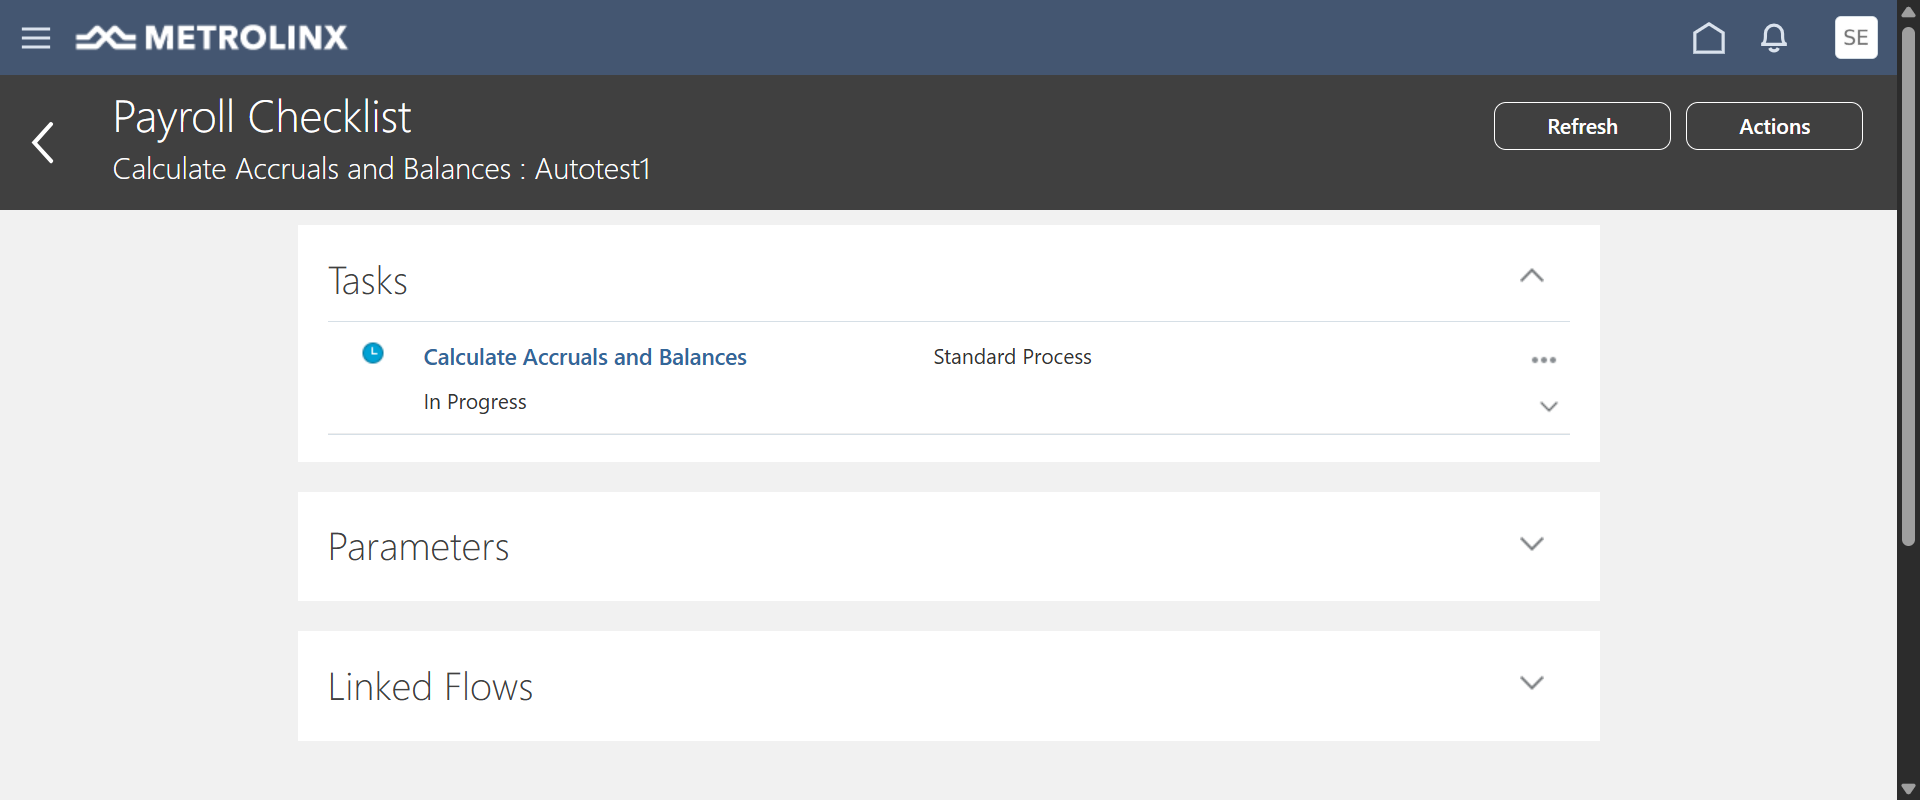 METROLINX
SE
Payroll Checklist
Calculate Accruals and Balances : Autotest1
Refresh
Actions
Tasks
Calculate Accruals and Balances
Standard Process
In Progress
Parameters
Linked Flows